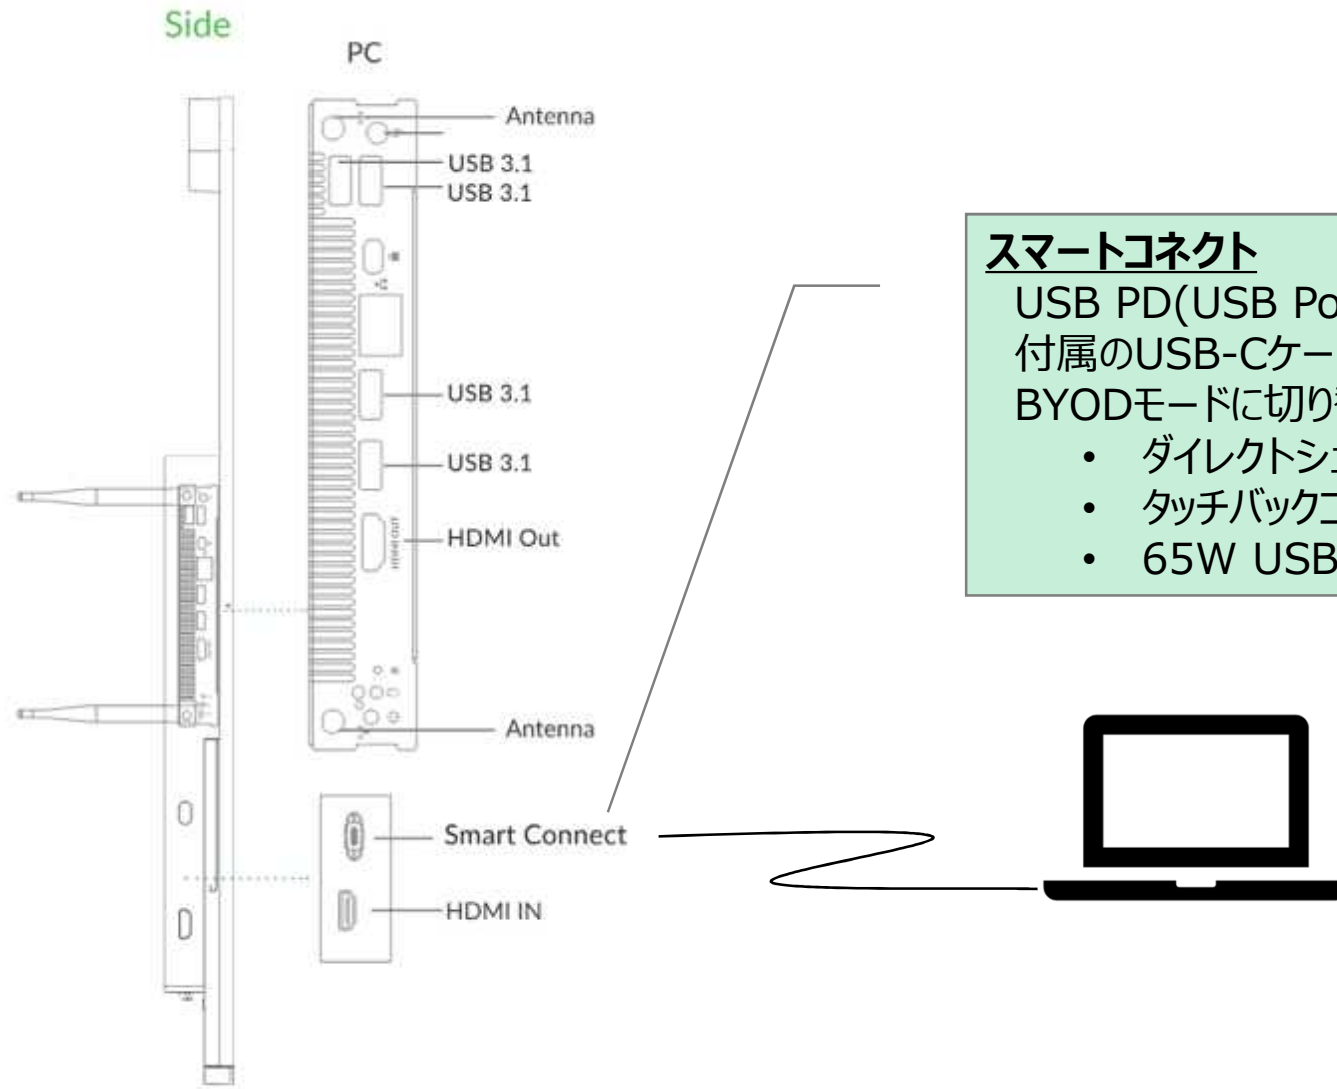 Side
PC
Antenna
USB 3.1
USB 3.1
USB 3.1
USB 3.1
HDMI Out
HDMI OUT
Antenna
Smart Connect
HDMI IN
スマートコネクト
USB PD(USB Po
付属のUSB-Cケー
BYODモードに切り
• ダイレクトシ
• タッチバックコ
• 65W USB